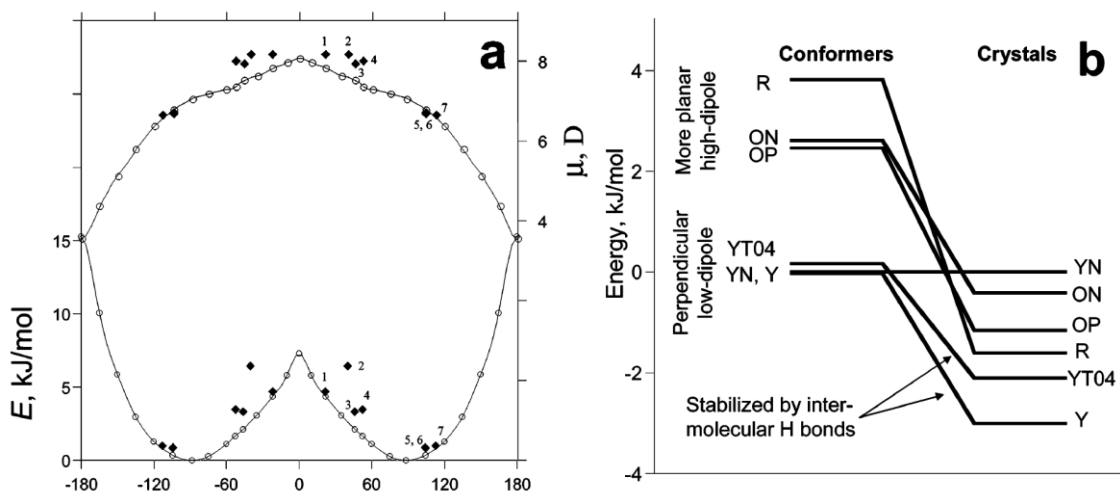 a
1 2
3 4
7
5, 6
8
6
4
μ, D
15
10
5
0
E, kJ/mol
2
1
3 4
5, 6 7
-180 -120 -60 0 60 120 180
b
Conformers Crystals
4
2
0
-2
-4
Energy, kJ/mol
More planar
high-dipole
Perpendicular
low-dipole
R
ON
OP
YT04
YN, Y
YN
ON
OP
R
YT04
Y
Stabilized by inter-
molecular H bonds